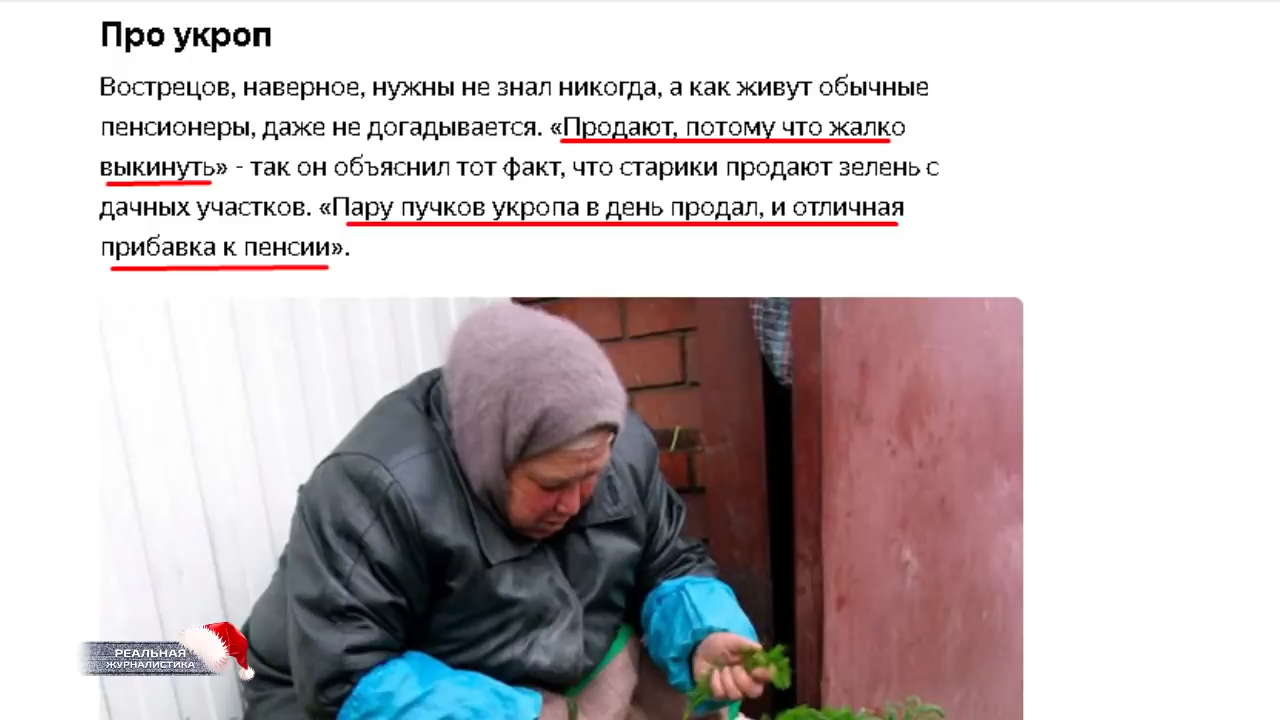 Про укроп
Вострецов, наверное, нужны не знал никогда, а как живут обычные
пенсионеры, даже не догадывается. «Продают, потому что жалко
выкинуть» - так он объяснил тот факт, что старики продают зелень с
дачных участков. «Пару пучков укропа в день продал, и отличная
прибавка к пенсии».
РЕАЛЬНАЯ
ЖУРНАЛИСТИКА